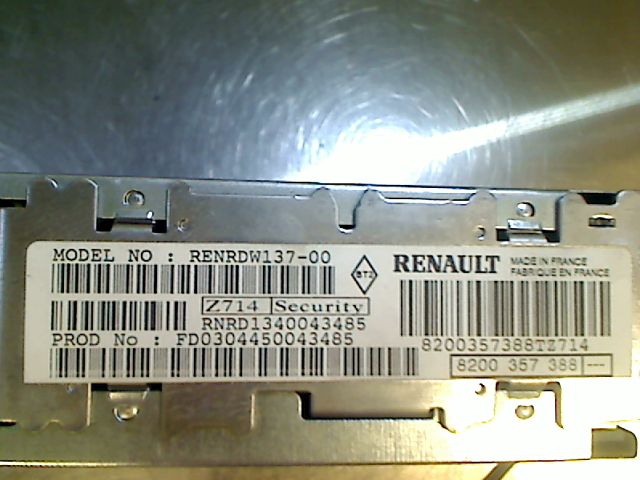 MODEL NO : RENRDW137-00
BT2
RENAULT
MADE IN FRANCE
FABRIQUE EN FRANCE
Z714 Security
RNRD1340043485
PROD No : FD0304450043485
8200357388TZ714
8200 357 388 ---